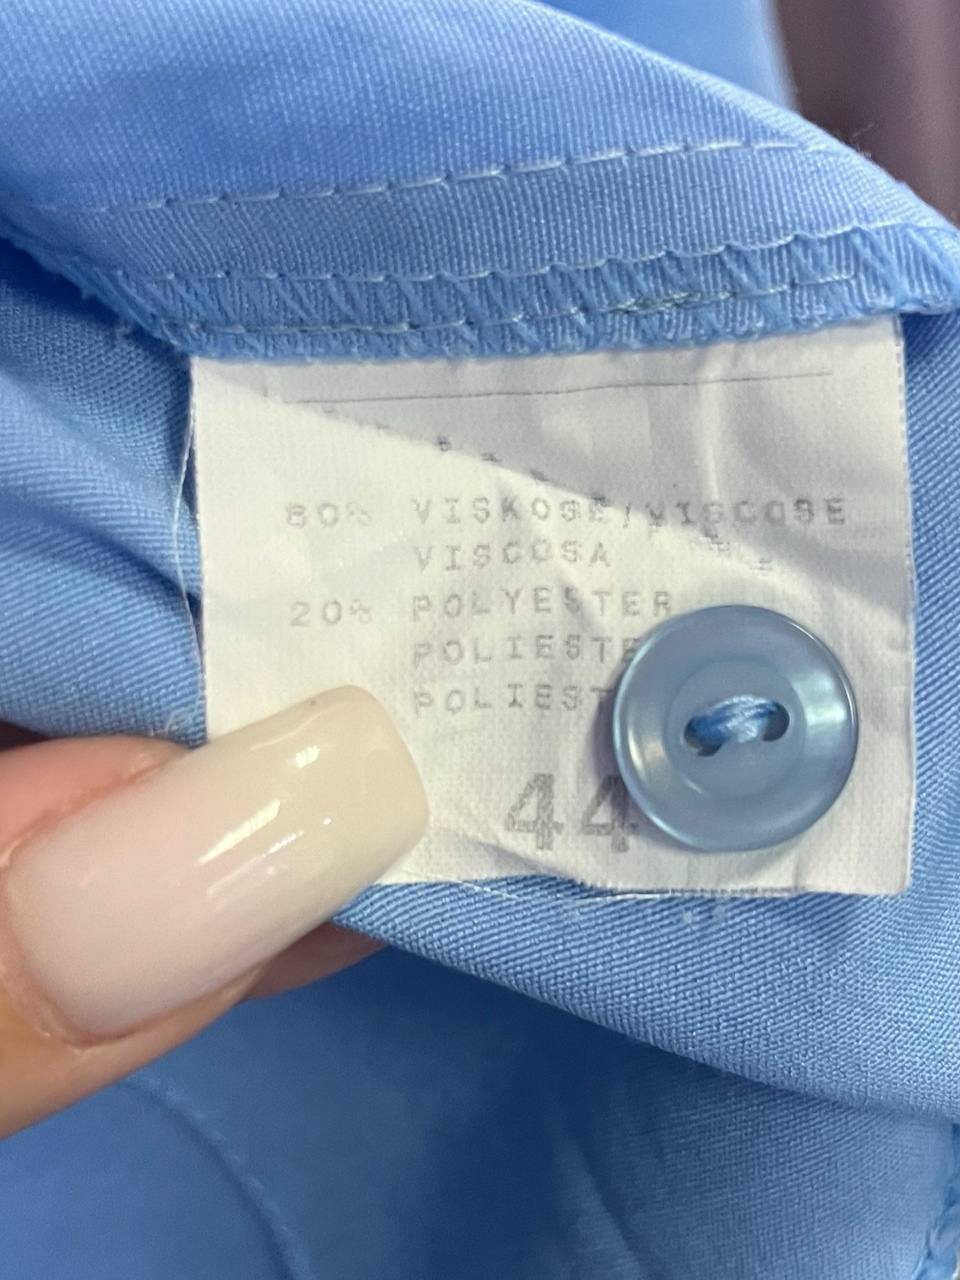 80% VISKOSE/VISCOSE
VISCOSA
20% POLYESTER
44